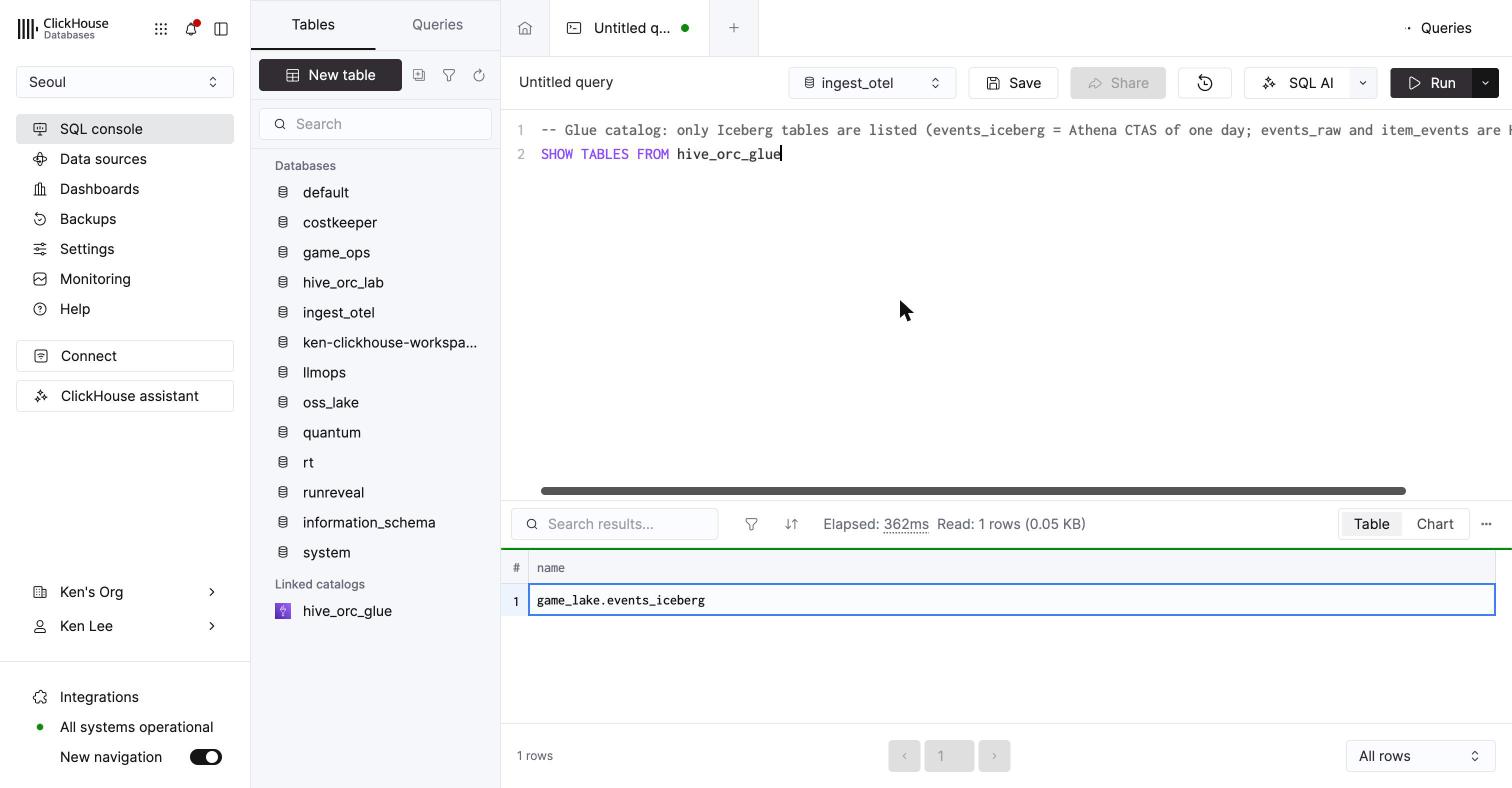 ClickHouse
Databases
Seoul
SQL console
Data sources
Dashboards
Backups
Settings
Monitoring
Help
Connect
ClickHouse assistant
Ken's Org
Ken Lee
Integrations
All systems operational
New navigation
Tables
Queries
New table
Search
Databases
default
costkeeper
game_ops
hive_orc_lab
ingest_otel
ken-clickhouse-workspa...
llmops
oss_lake
quantum
rt
runreveal
information_schema
system
Linked catalogs
hive_orc_glue
Untitled q...
Queries
Untitled query
ingest_otel
Save
Share
SQL AI
Run
1 -- Glue catalog: only Iceberg tables are listed (events_iceberg = Athena CTAS of one day; events_raw and item_events are
2 SHOW TABLES FROM hive_orc_glue
Search results...
Elapsed: 362ms Read: 1 rows (0.05 KB)
Table
Chart
# name
1 game_lake.events_iceberg
1 rows
1
All rows